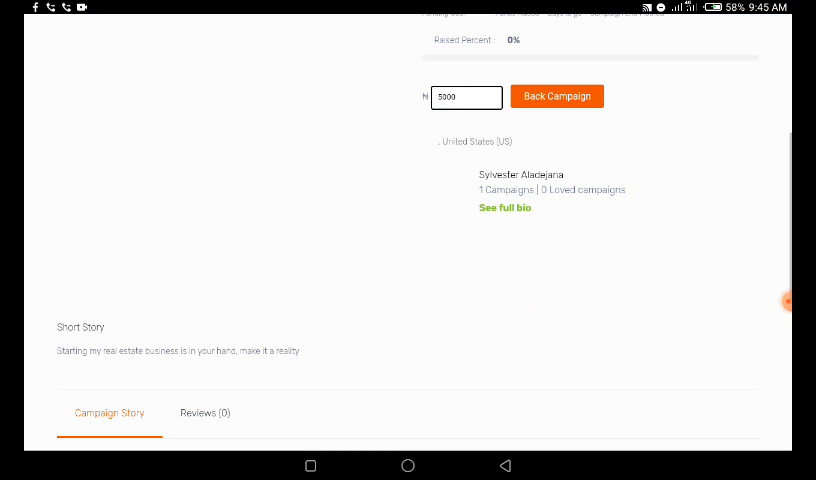 58% 9:45 AM
Raised Percent : 0%
₦ 5000 Back Campaign
. United States (US)
Sylvester Aladejana
1 Campaigns | 0 Loved campaigns
See full bio
Short Story
Starting my real estate business is in your hand, make it a reality
Campaign Story Reviews (0)